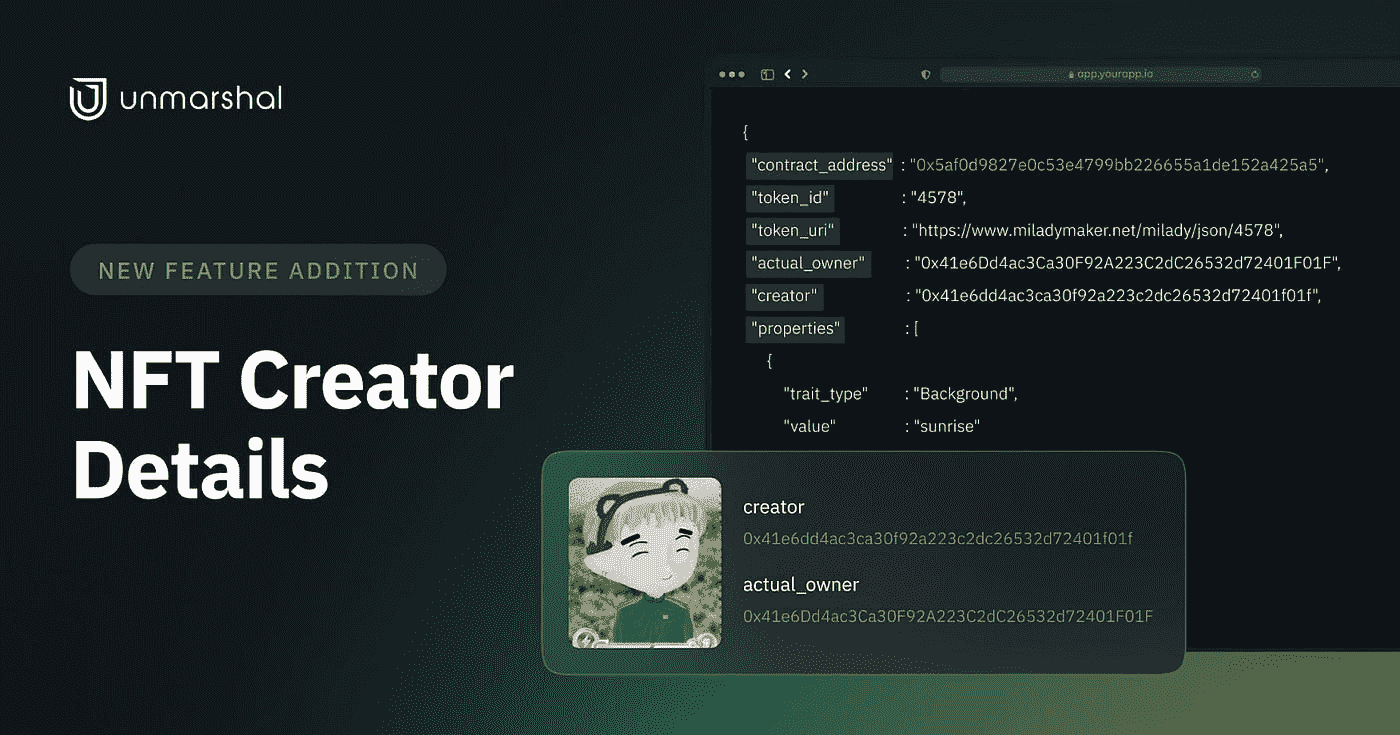 unmarshal
NEW FEATURE ADDITION
NFT Creator
Details
app.yourapp.io
{
"contract_address" : "0x5af0d9827e0c53e4799bb226655a1de152a425a5",
"token_id" : "4578",
"token_uri" : "https://www.miladymaker.net/milady/json/4578",
"actual_owner" : "0x41e6Dd4ac3Ca30F92A223C2dC26532d72401F01F",
"creator" : "0x41e6dd4ac3ca30f92a223c2dc26532d72401f01f",
"properties" : [
{
"trait_type" : "Background",
"value" : "sunrise"
creator
0x41e6dd4ac3ca30f92a223c2dc26532d72401f01f
actual_owner
0x41e6Dd4ac3Ca30F92A223C2dC26532d72401F01F